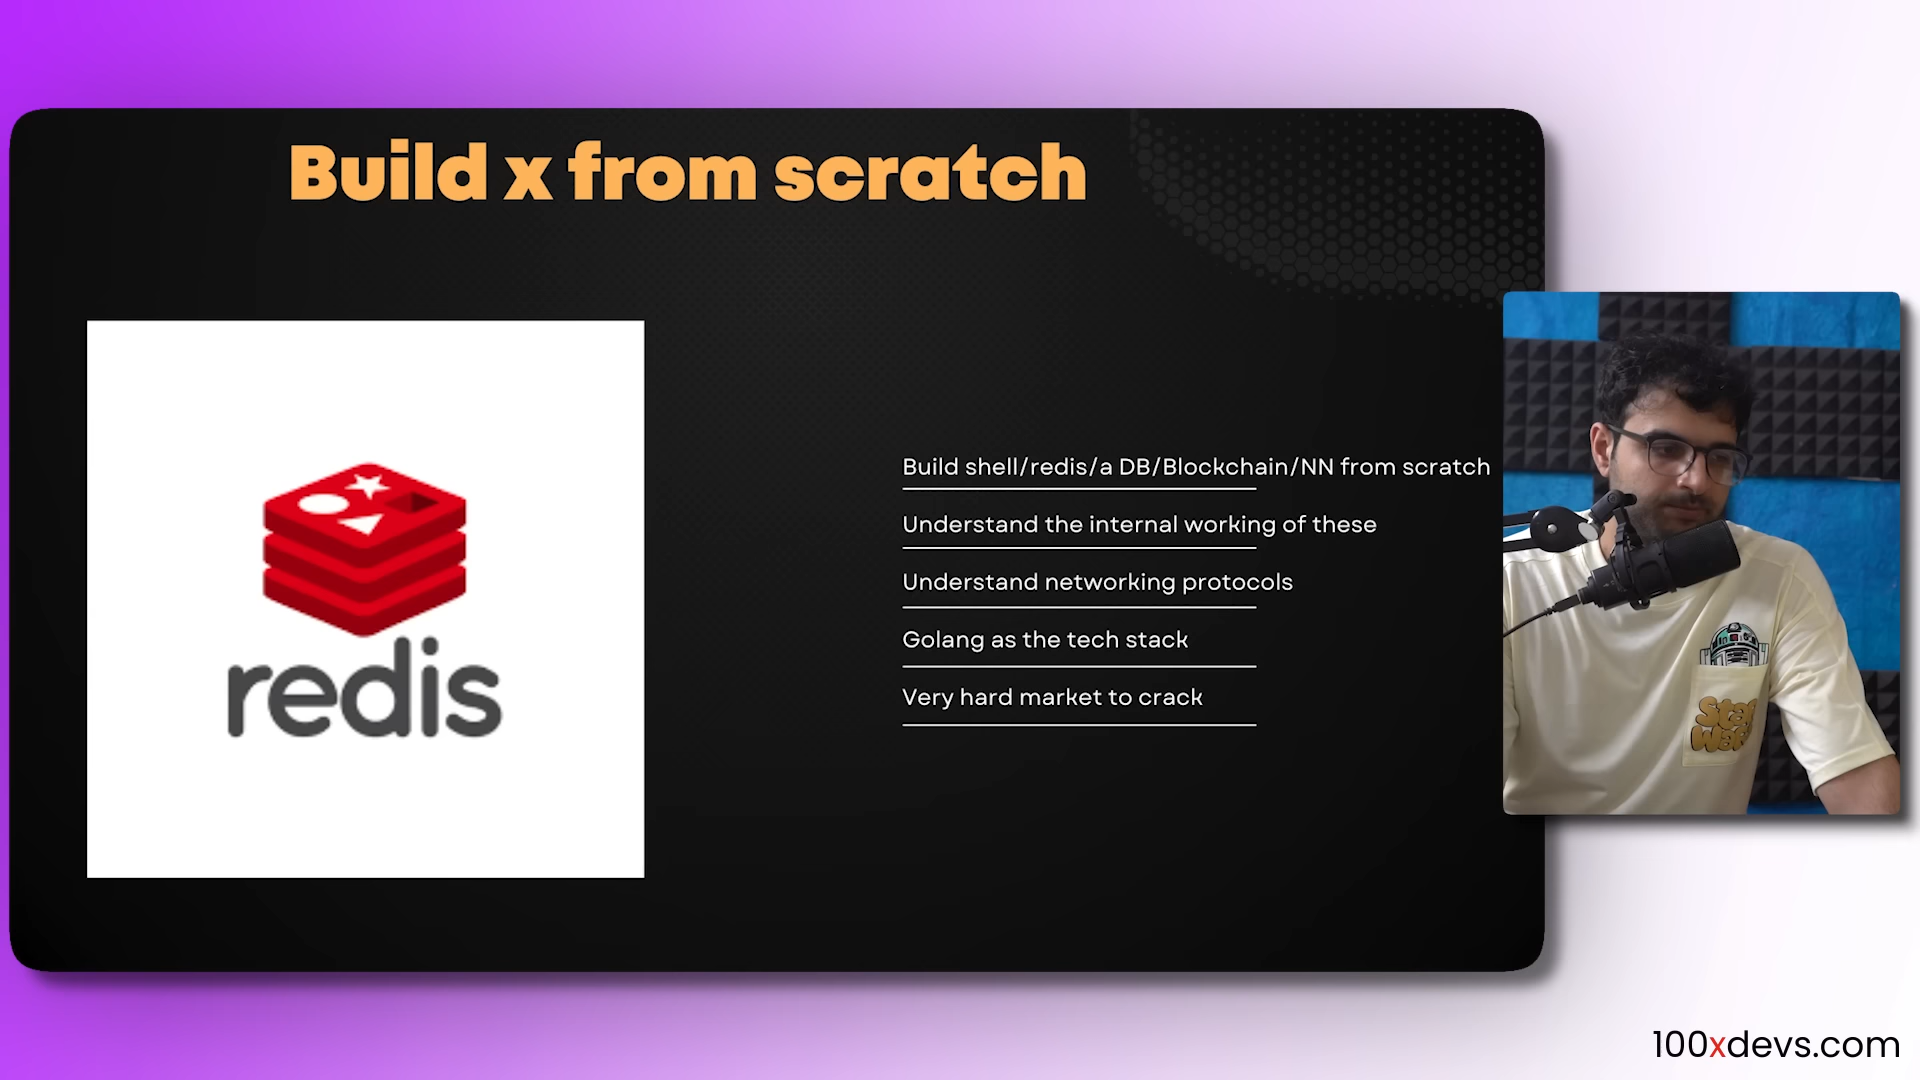 Build x from scratch
redis
Build shell/redis/a DB/Blockchain/NN from scratch
Understand the internal working of these
Understand networking protocols
Golang as the tech stack
Very hard market to crack
100xdevs.com